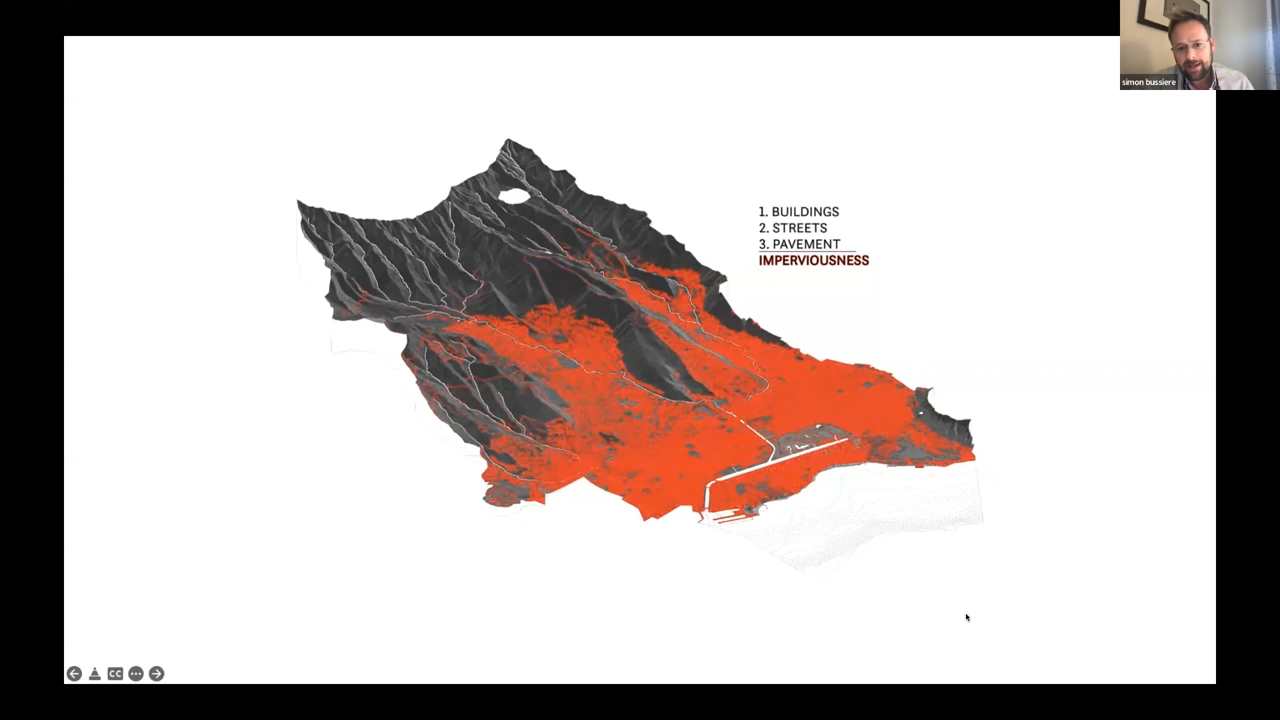 simon bussiere
1. BUILDINGS
2. STREETS
3. PAVEMENT
IMPERVIOUSNESS
CC